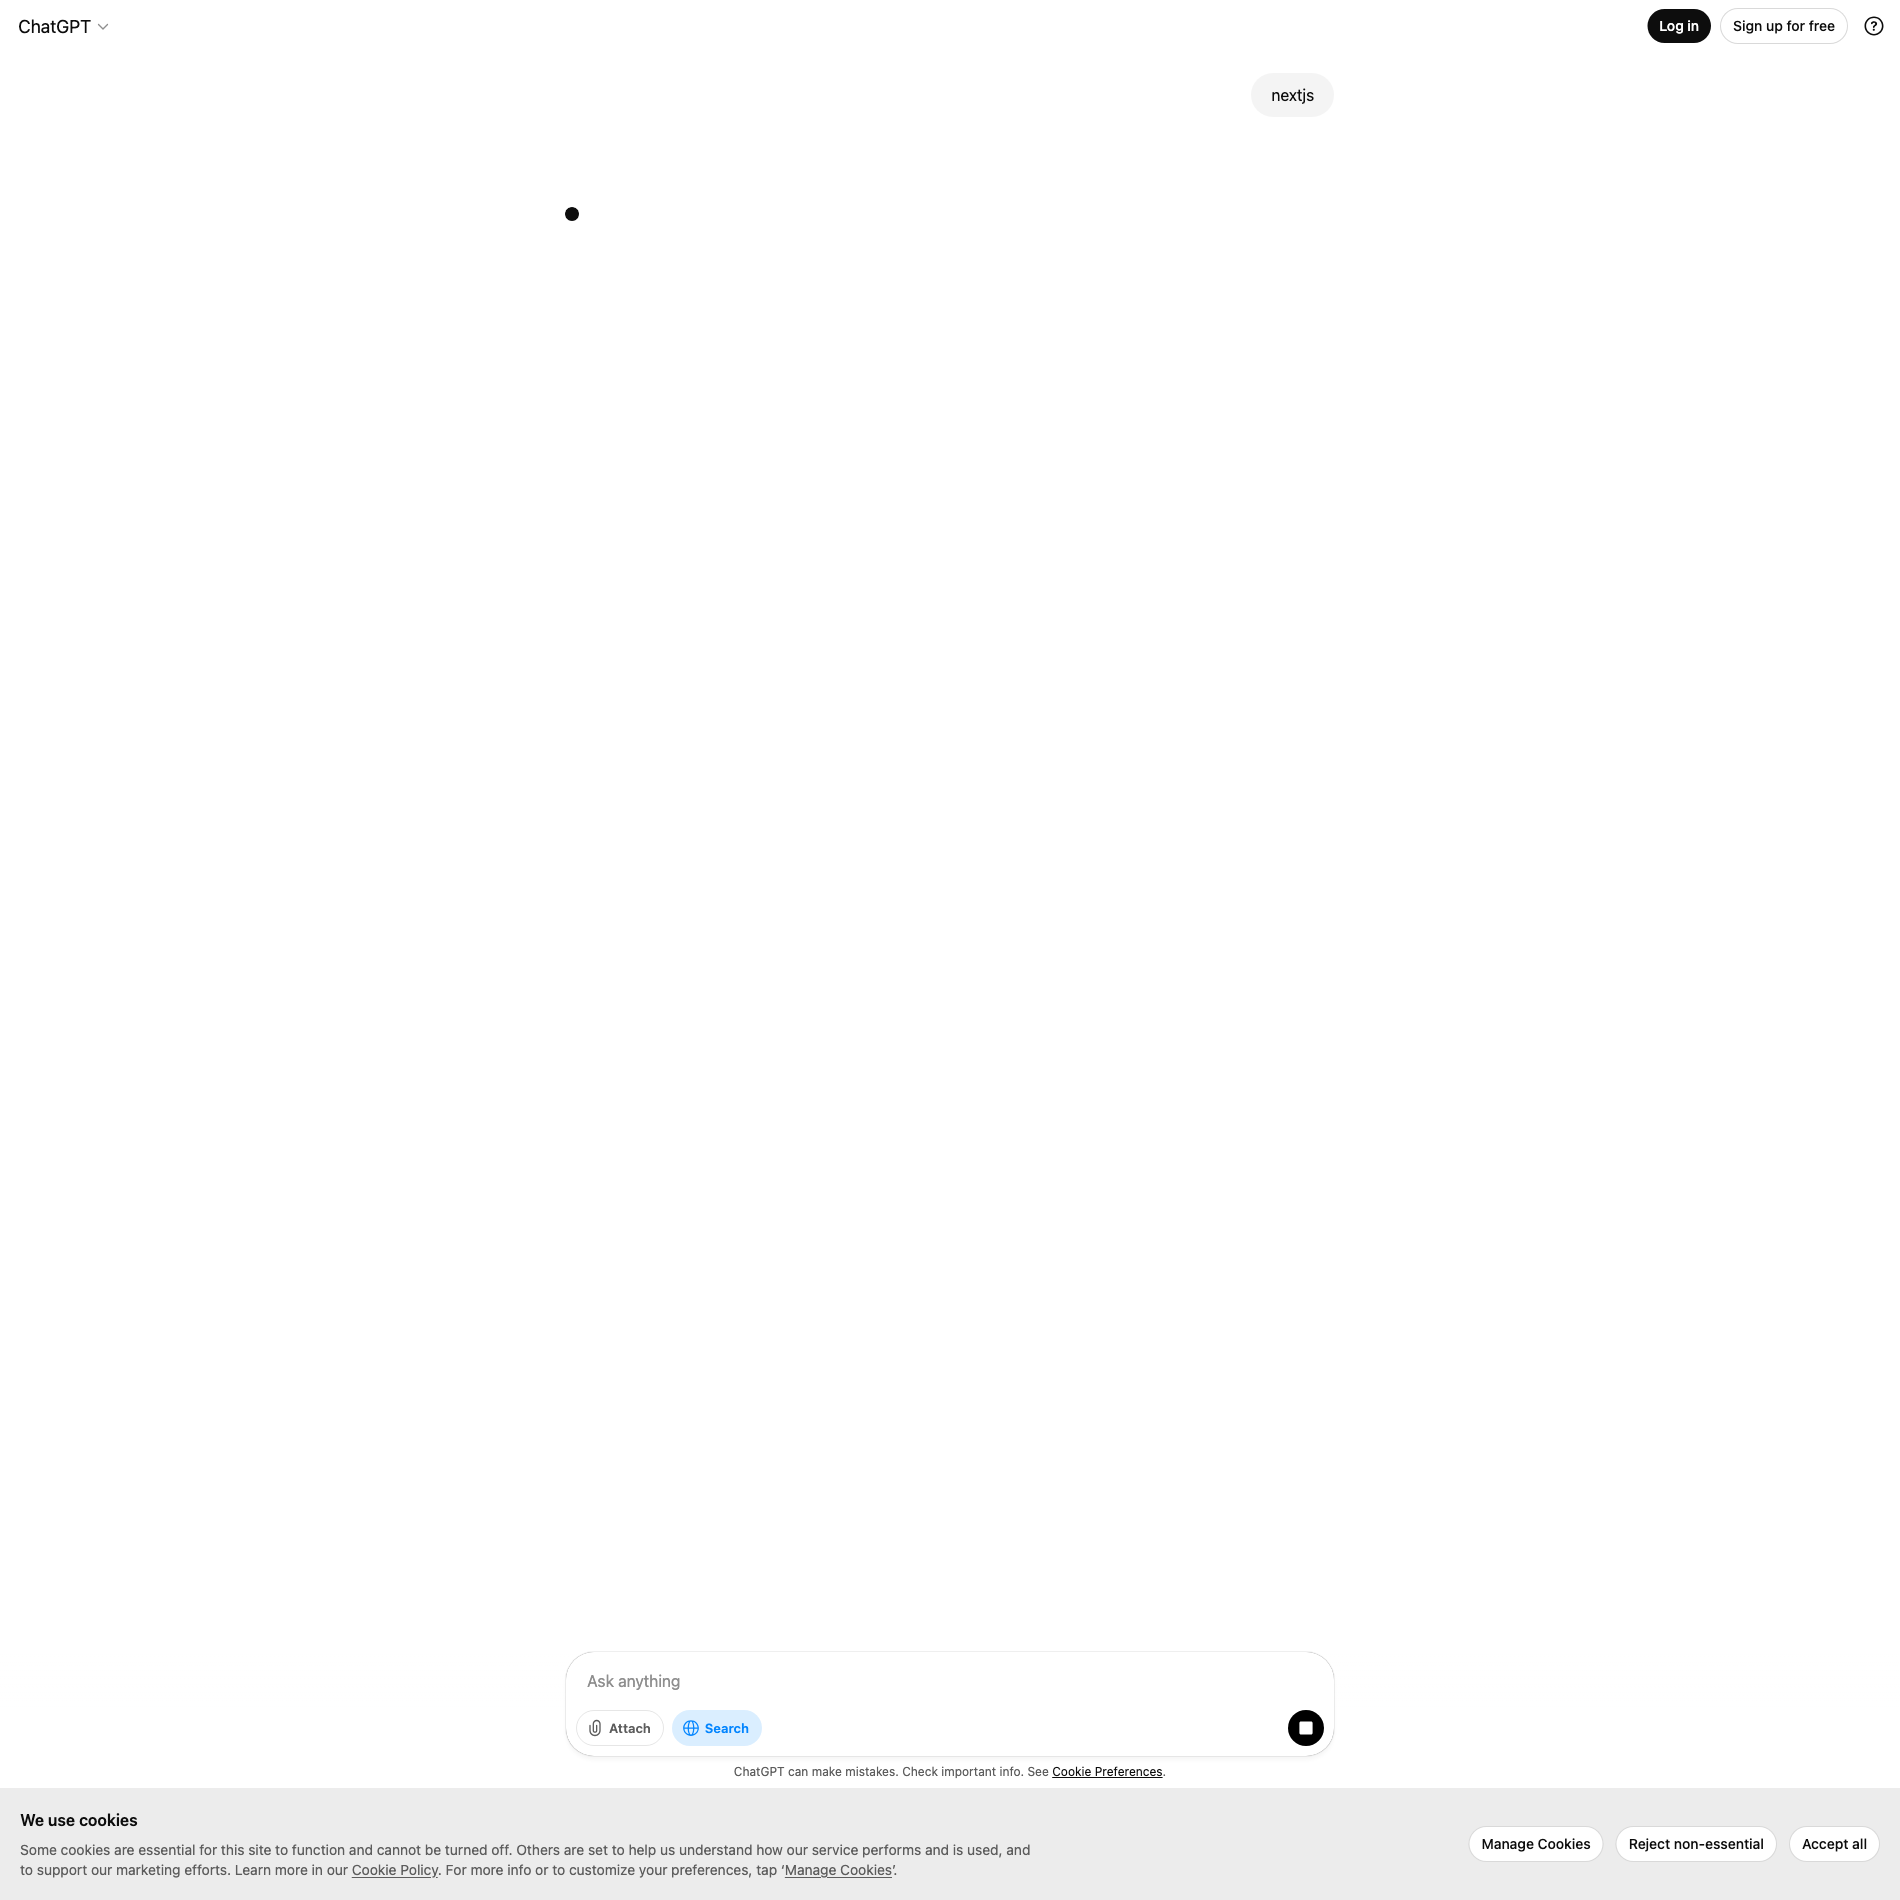 ChatGPT
Log in
Sign up for free
nextjs
Ask anything
Attach
Search
ChatGPT can make mistakes. Check important info. See Cookie Preferences.
We use cookies
Some cookies are essential for this site to function and cannot be turned off. Others are set to help us understand how our service performs and is used, and
to support our marketing efforts. Learn more in our Cookie Policy. For more info or to customize your preferences, tap ‘Manage Cookies’.
Manage Cookies
Reject non-essential
Accept all